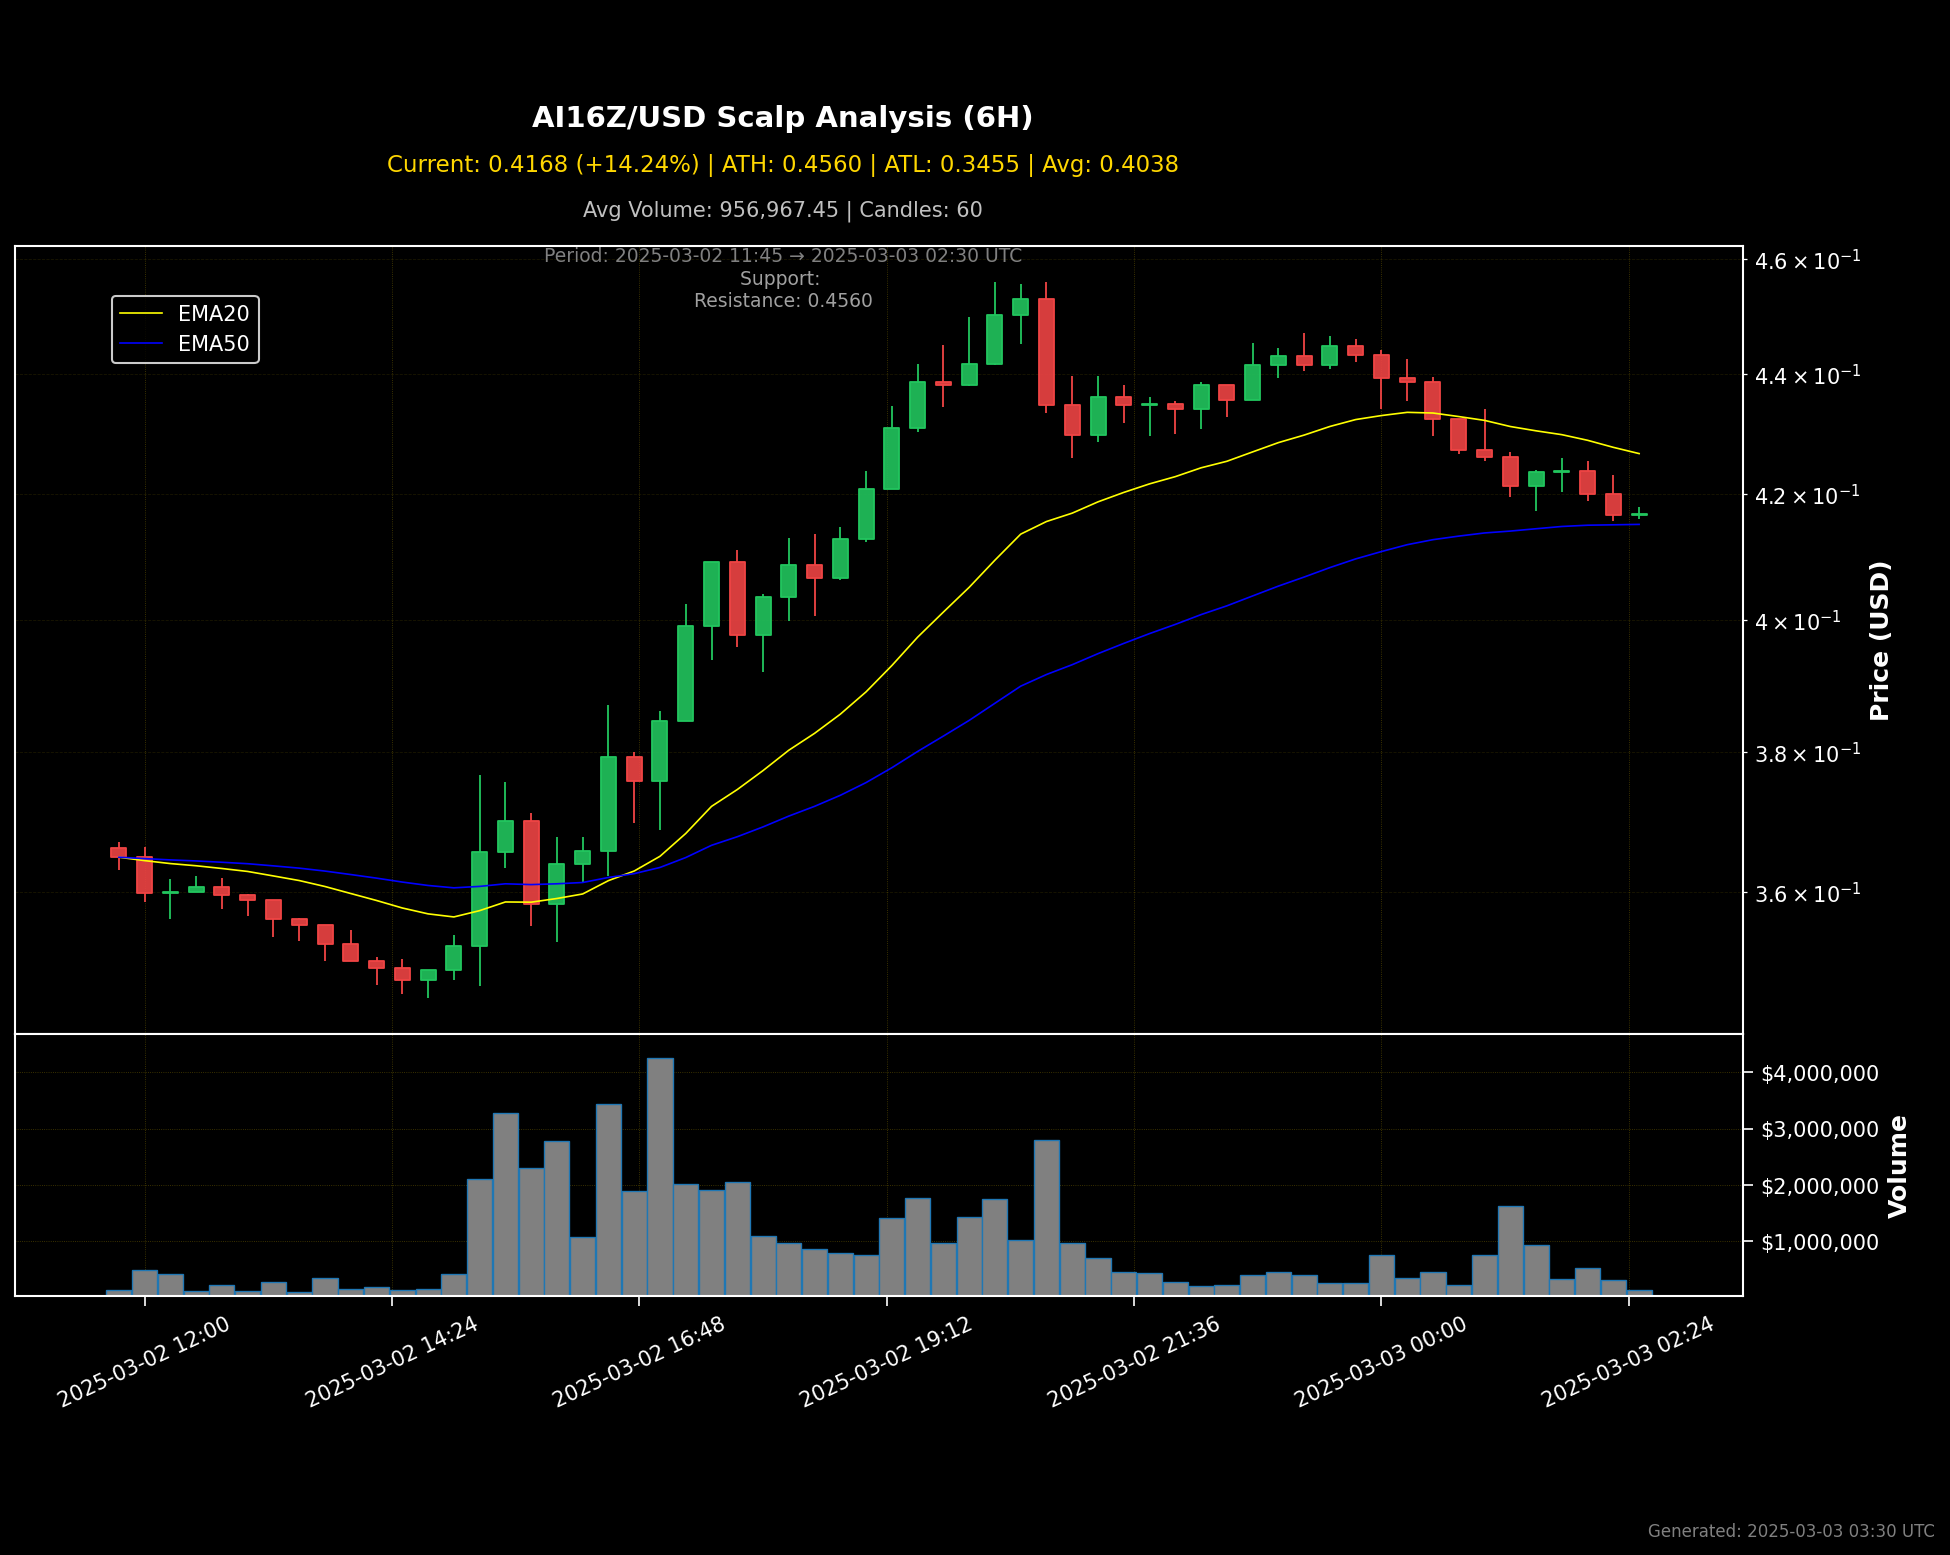 AI16Z/USD Scalp Analysis (6H)
Current: 0.4168 (+14.24%) | ATH: 0.4560 | ATL: 0.3455 | Avg: 0.4038
Avg Volume: 956,967.45 | Candles: 60
Period: 2025-03-02 11:45 → 2025-03-03 02:30 UTC
Support:
Resistance: 0.4560
EMA20
EMA50
4.6 × 10⁻¹
4.4 × 10⁻¹
4.2 × 10⁻¹
4 × 10⁻¹
3.8 × 10⁻¹
3.6 × 10⁻¹
Price (USD)
$4,000,000
$3,000,000
$2,000,000
$1,000,000
Volume
2025-03-02 12:00
2025-03-02 14:24
2025-03-02 16:48
2025-03-02 19:12
2025-03-02 21:36
2025-03-03 00:00
2025-03-03 02:24
Generated: 2025-03-03 03:30 UTC